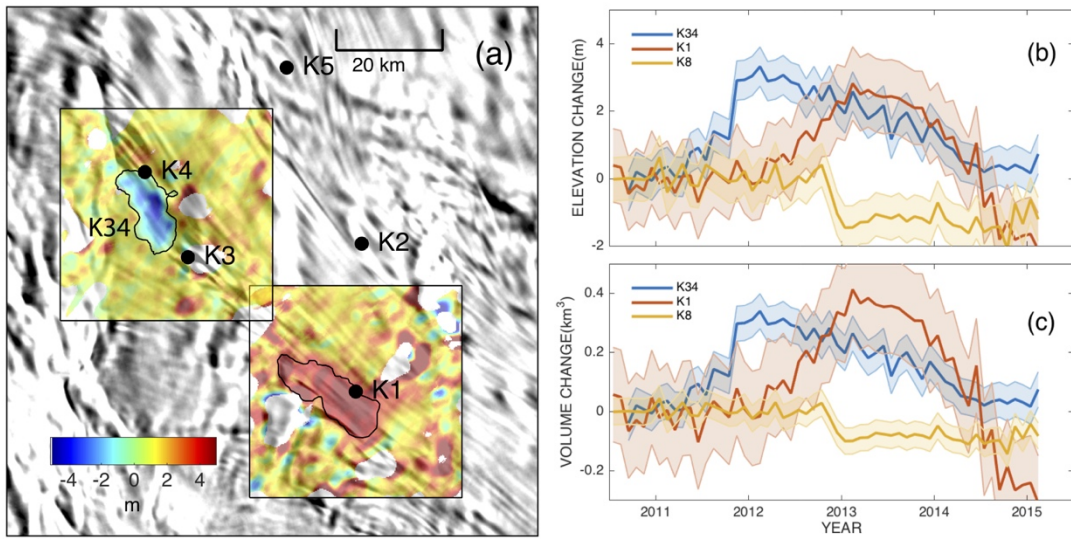 (a)
K5
20 km
K4
K34
K3
K2
K1
-4 -2 0 2 4
m
(b)
K34
K1
K8
ELEVATION CHANGE(m)
4
2
0
-2
(c)
K34
K1
K8
VOLUME CHANGE(km³)
0.4
0.2
0
-0.2
2011 2012 2013 2014 2015
YEAR